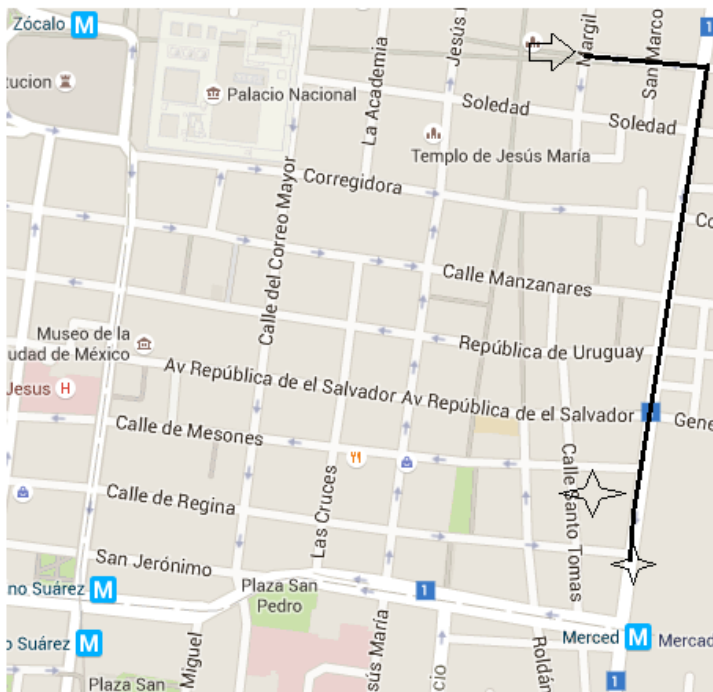 Zócalo M
1
Jesús
Margil
San Marco
tucion
Palacio Nacional
La Academia
Soledad
Soledad
Templo de Jesús María
Corregidora
Co
Calle del Correo Mayor
Calle Manzanares
Museo de la
udad de México
República de Uruguay
Jesus H
Av República de el Salvador
Av República de el Salvador
Gene
Calle de Mesones
Calle Santo Tomas
Calle de Regina
Las Cruces
San Jerónimo
no Suárez M
Plaza San
Pedro
1
Merced M Mercad
o Suárez M
Miguel
sús María
cio
Roldán
Plaza San
1